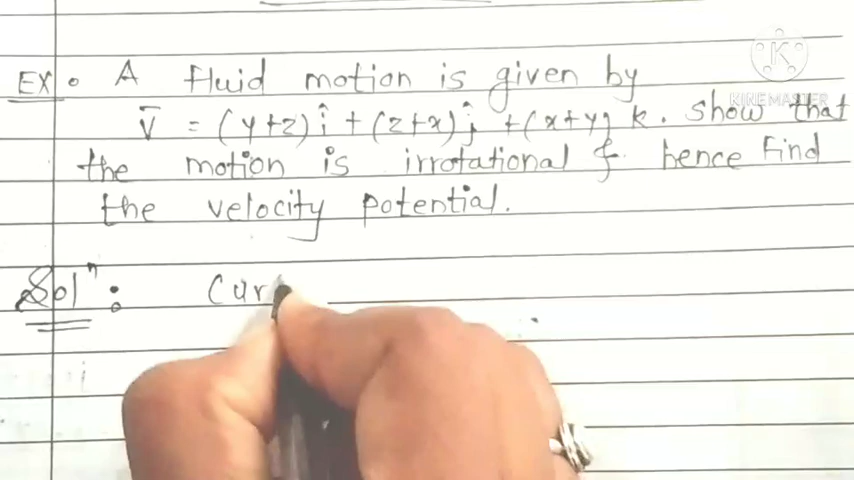 EX. A fluid motion is given by
V̄ = (y+z)î + (z+x)ĵ + (x+y) k. Show that
the motion is irrotational & hence Find
the velocity potential.
Solⁿ: Cur
K
KINEMASTER